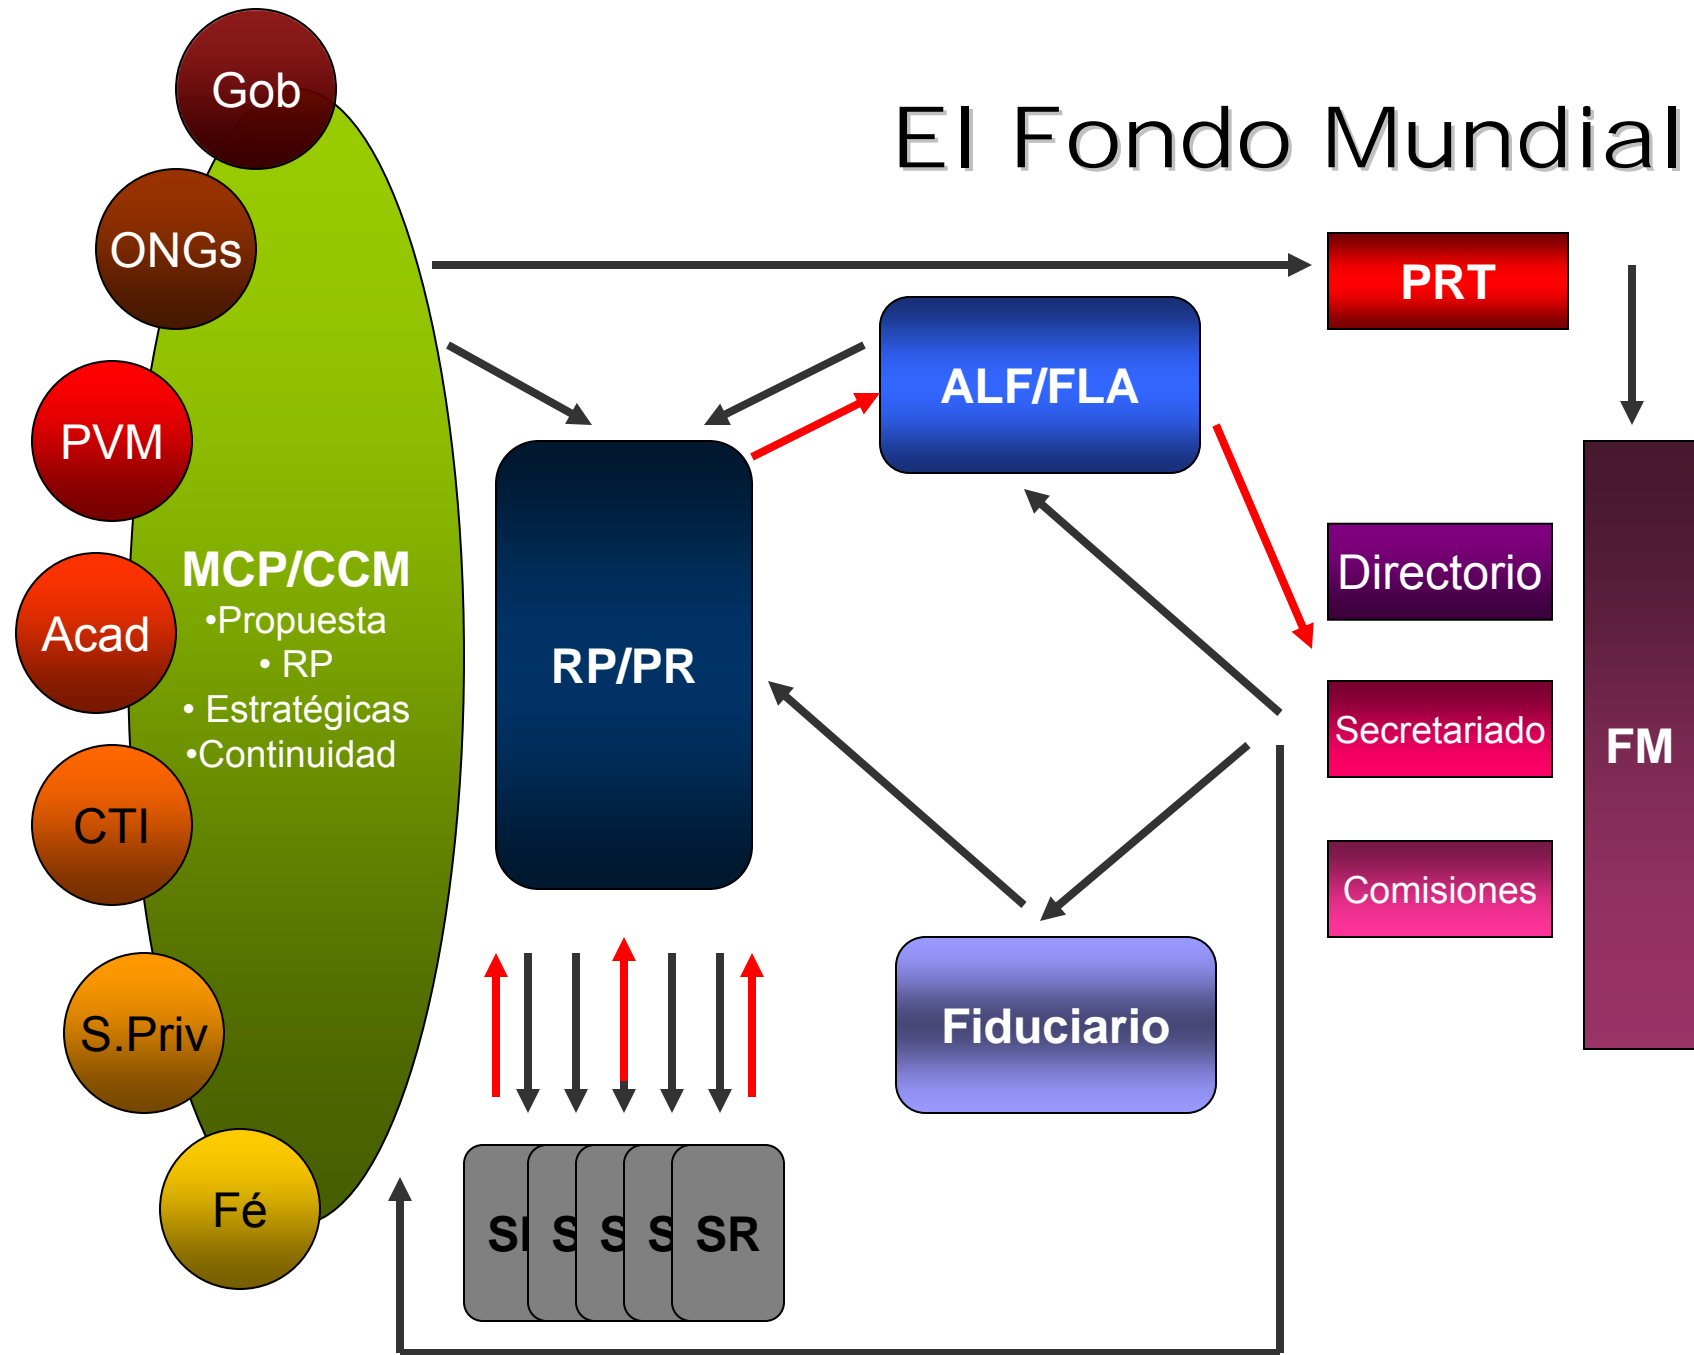 El Fondo Mundial
Gob
ONGs
PVM
Acad
CTI
S.Priv
Fé
MCP/CCM
•Propuesta
• RP
• Estratégicas
•Continuidad
RP/PR
ALF/FLA
PRT
Directorio
Secretariado
Comisiones
FM
Fiduciario
S
S
S
S
SR